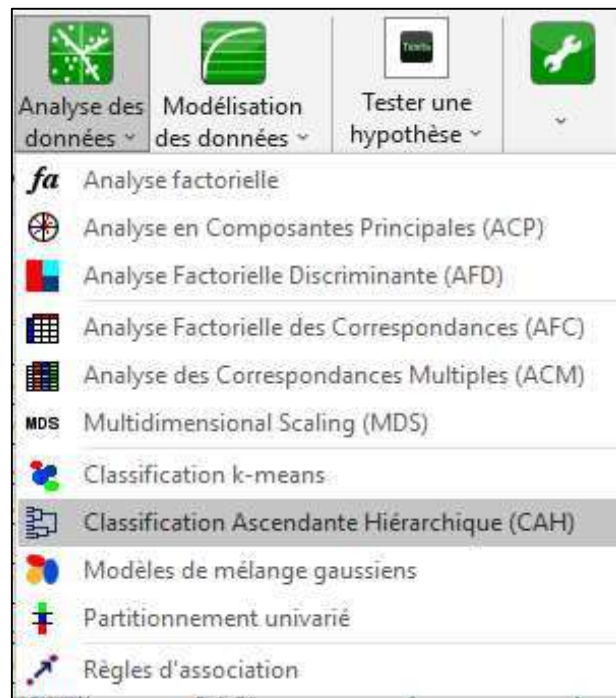 Analyse des données
Modélisation des données
Tester une hypothèse
fa Analyse factorielle
Analyse en Composantes Principales (ACP)
Analyse Factorielle Discriminante (AFD)
Analyse Factorielle des Correspondances (AFC)
Analyse des Correspondances Multiples (ACM)
MDS Multidimensional Scaling (MDS)
Classification k-means
Classification Ascendante Hiérarchique (CAH)
Modèles de mélange gaussiens
Partitionnement univarié
Règles d'association